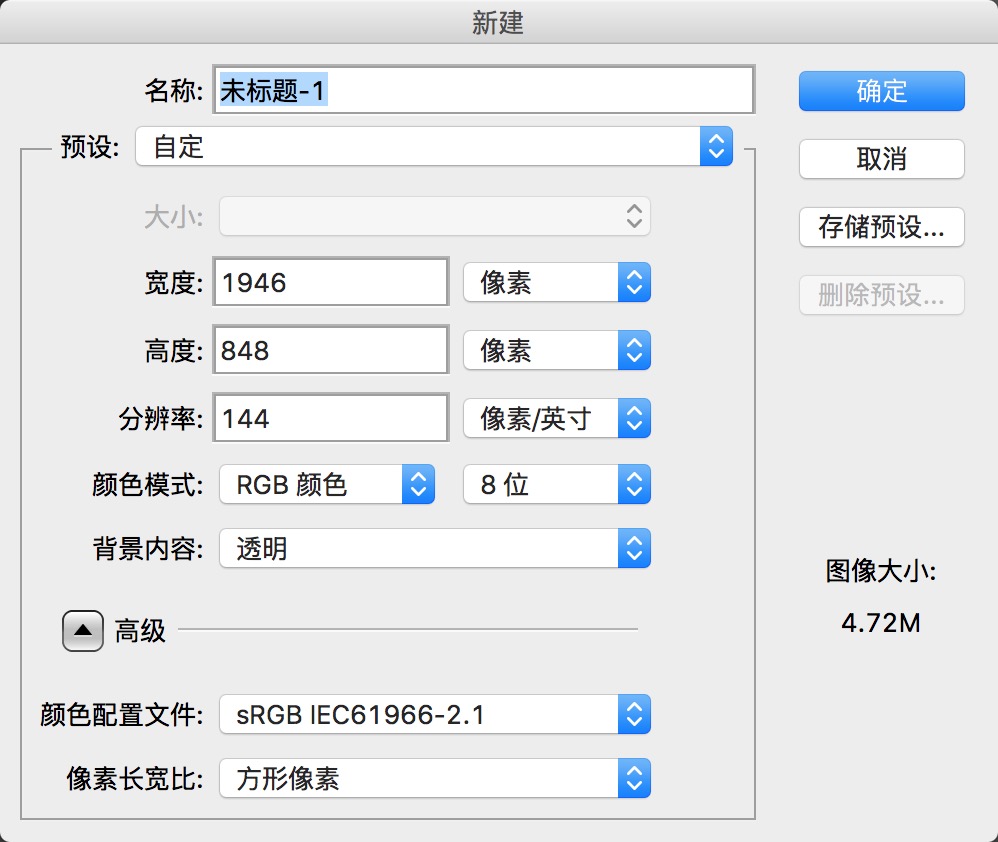 新建
名称: 未标题-1
确定
预设: 自定
取消
大小:
存储预设...
宽度: 1946 像素
删除预设...
高度: 848 像素
分辨率: 144 像素/英寸
颜色模式: RGB 颜色 8 位
背景内容: 透明
图像大小:
4.72M
高级
颜色配置文件: sRGB IEC61966-2.1
像素长宽比: 方形像素